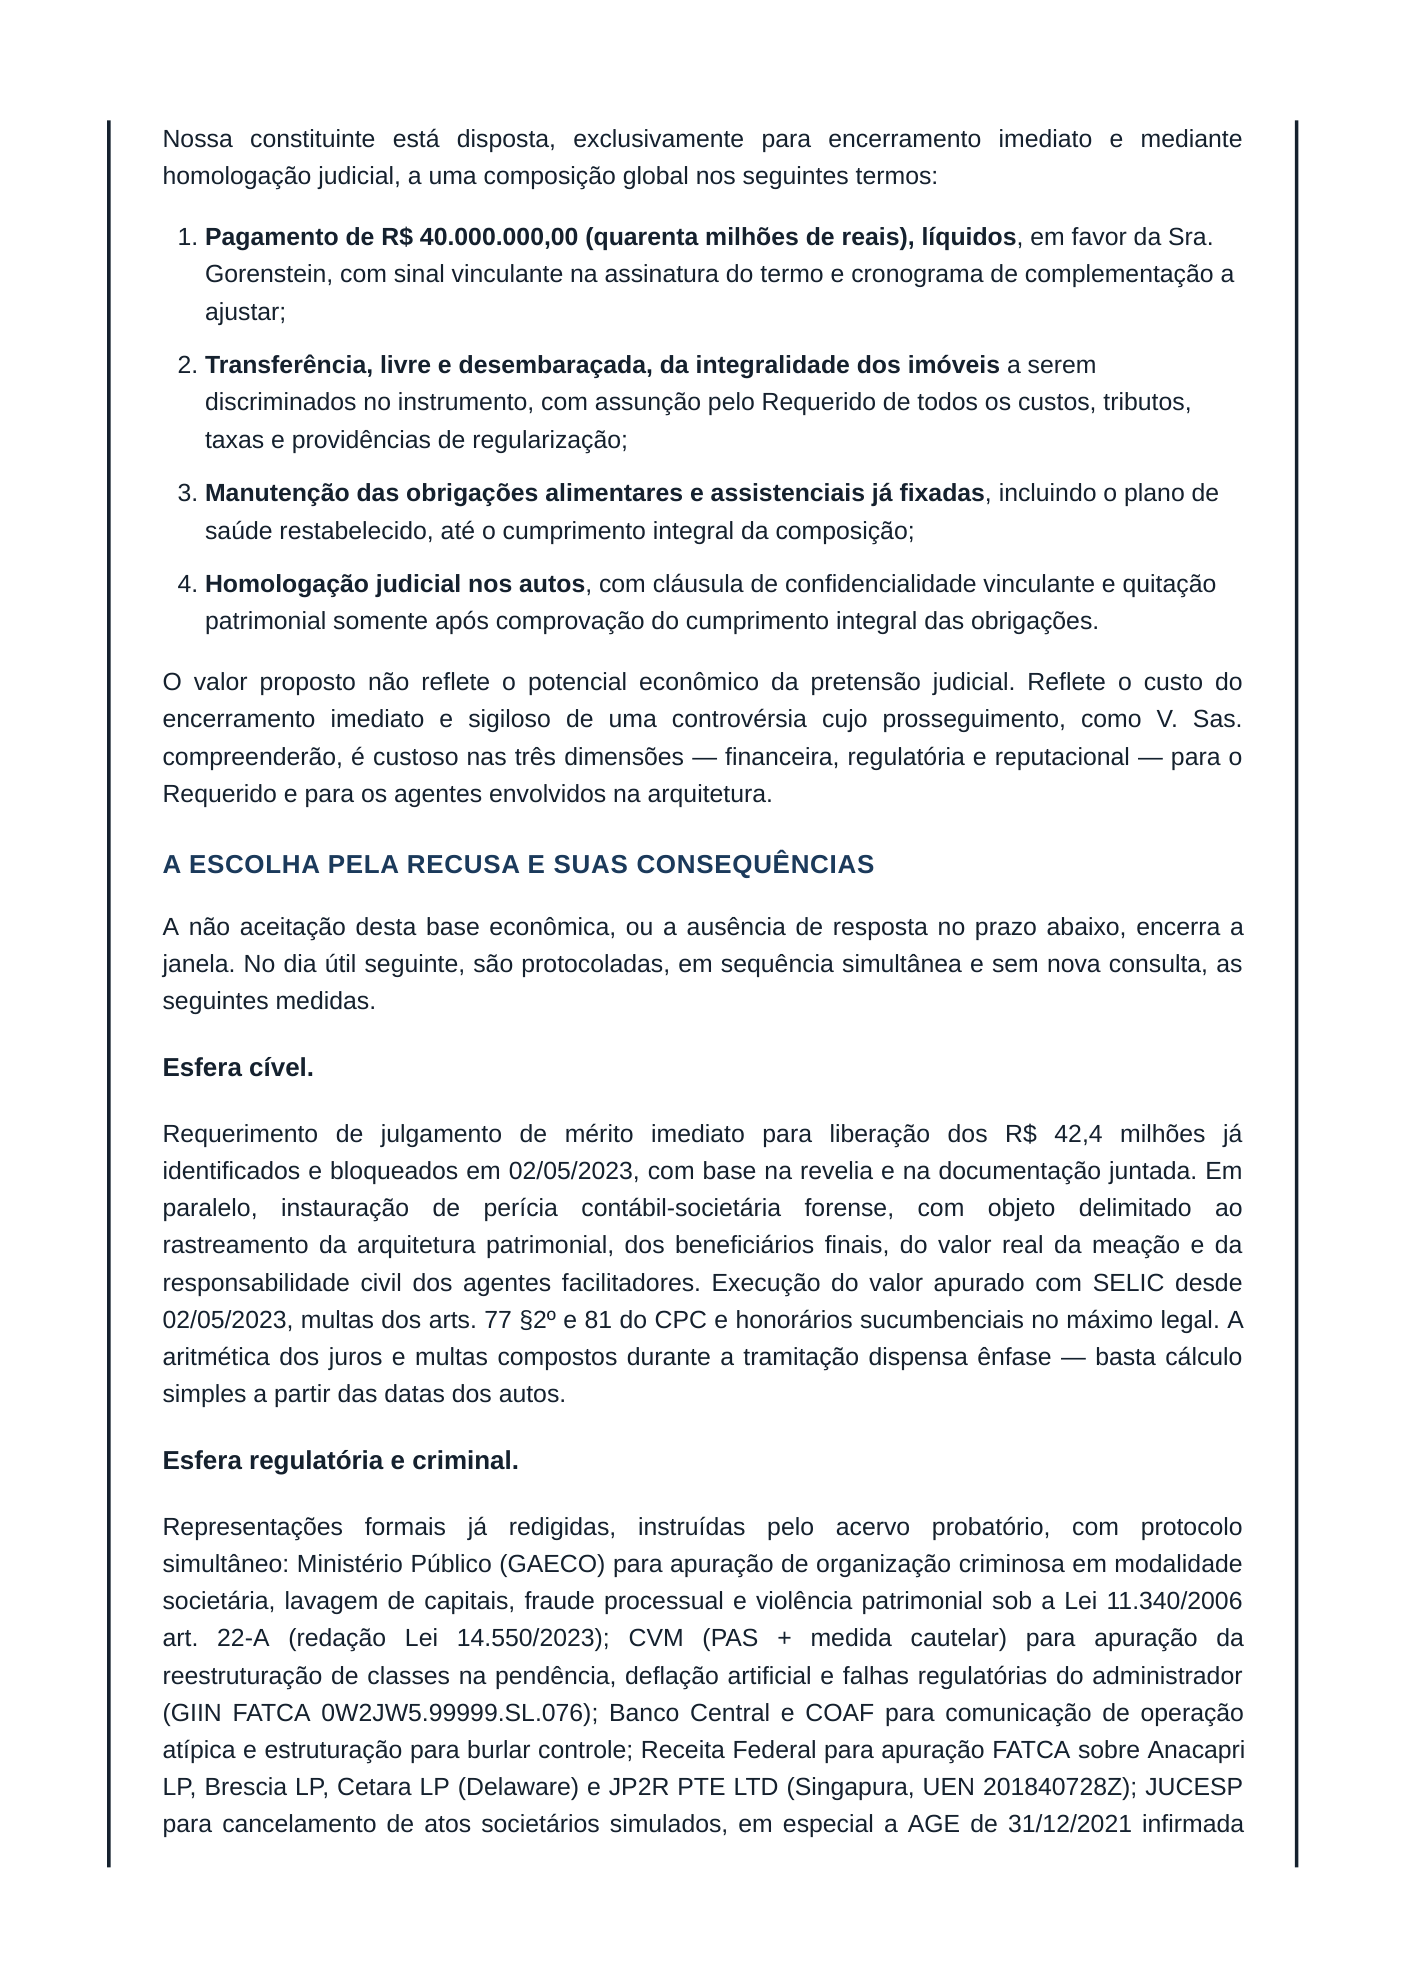 Nossa constituinte está disposta, exclusivamente para encerramento imediato e mediante
homologação judicial, a uma composição global nos seguintes termos:
1. Pagamento de R$ 40.000.000,00 (quarenta milhões de reais), líquidos, em favor da Sra.
Gorenstein, com sinal vinculante na assinatura do termo e cronograma de complementação a
ajustar;
2. Transferência, livre e desembaraçada, da integralidade dos imóveis a serem
discriminados no instrumento, com assunção pelo Requerido de todos os custos, tributos,
taxas e providências de regularização;
3. Manutenção das obrigações alimentares e assistenciais já fixadas, incluindo o plano de
saúde restabelecido, até o cumprimento integral da composição;
4. Homologação judicial nos autos, com cláusula de confidencialidade vinculante e quitação
patrimonial somente após comprovação do cumprimento integral das obrigações.
O valor proposto não reflete o potencial econômico da pretensão judicial. Reflete o custo do
encerramento imediato e sigiloso de uma controvérsia cujo prosseguimento, como V. Sas.
compreenderão, é custoso nas três dimensões — financeira, regulatória e reputacional — para o
Requerido e para os agentes envolvidos na arquitetura.
A ESCOLHA PELA RECUSA E SUAS CONSEQUÊNCIAS
A não aceitação desta base econômica, ou a ausência de resposta no prazo abaixo, encerra a
janela. No dia útil seguinte, são protocoladas, em sequência simultânea e sem nova consulta, as
seguintes medidas.
Esfera cível.
Requerimento de julgamento de mérito imediato para liberação dos R$ 42,4 milhões já
identificados e bloqueados em 02/05/2023, com base na revelia e na documentação juntada. Em
paralelo, instauração de perícia contábil-societária forense, com objeto delimitado ao
rastreamento da arquitetura patrimonial, dos beneficiários finais, do valor real da meação e da
responsabilidade civil dos agentes facilitadores. Execução do valor apurado com SELIC desde
02/05/2023, multas dos arts. 77 §2º e 81 do CPC e honorários sucumbenciais no máximo legal. A
aritmética dos juros e multas compostos durante a tramitação dispensa ênfase — basta cálculo
simples a partir das datas dos autos.
Esfera regulatória e criminal.
Representações formais já redigidas, instruídas pelo acervo probatório, com protocolo
simultâneo: Ministério Público (GAECO) para apuração de organização criminosa em modalidade
societária, lavagem de capitais, fraude processual e violência patrimonial sob a Lei 11.340/2006
art. 22-A (redação Lei 14.550/2023); CVM (PAS + medida cautelar) para apuração da
reestruturação de classes na pendência, deflação artificial e falhas regulatórias do administrador
(GIIN FATCA 0W2JW5.99999.SL.076); Banco Central e COAF para comunicação de operação
atípica e estruturação para burlar controle; Receita Federal para apuração FATCA sobre Anacapri
LP, Brescia LP, Cetara LP (Delaware) e JP2R PTE LTD (Singapura, UEN 201840728Z); JUCESP
para cancelamento de atos societários simulados, em especial a AGE de 31/12/2021 infirmada